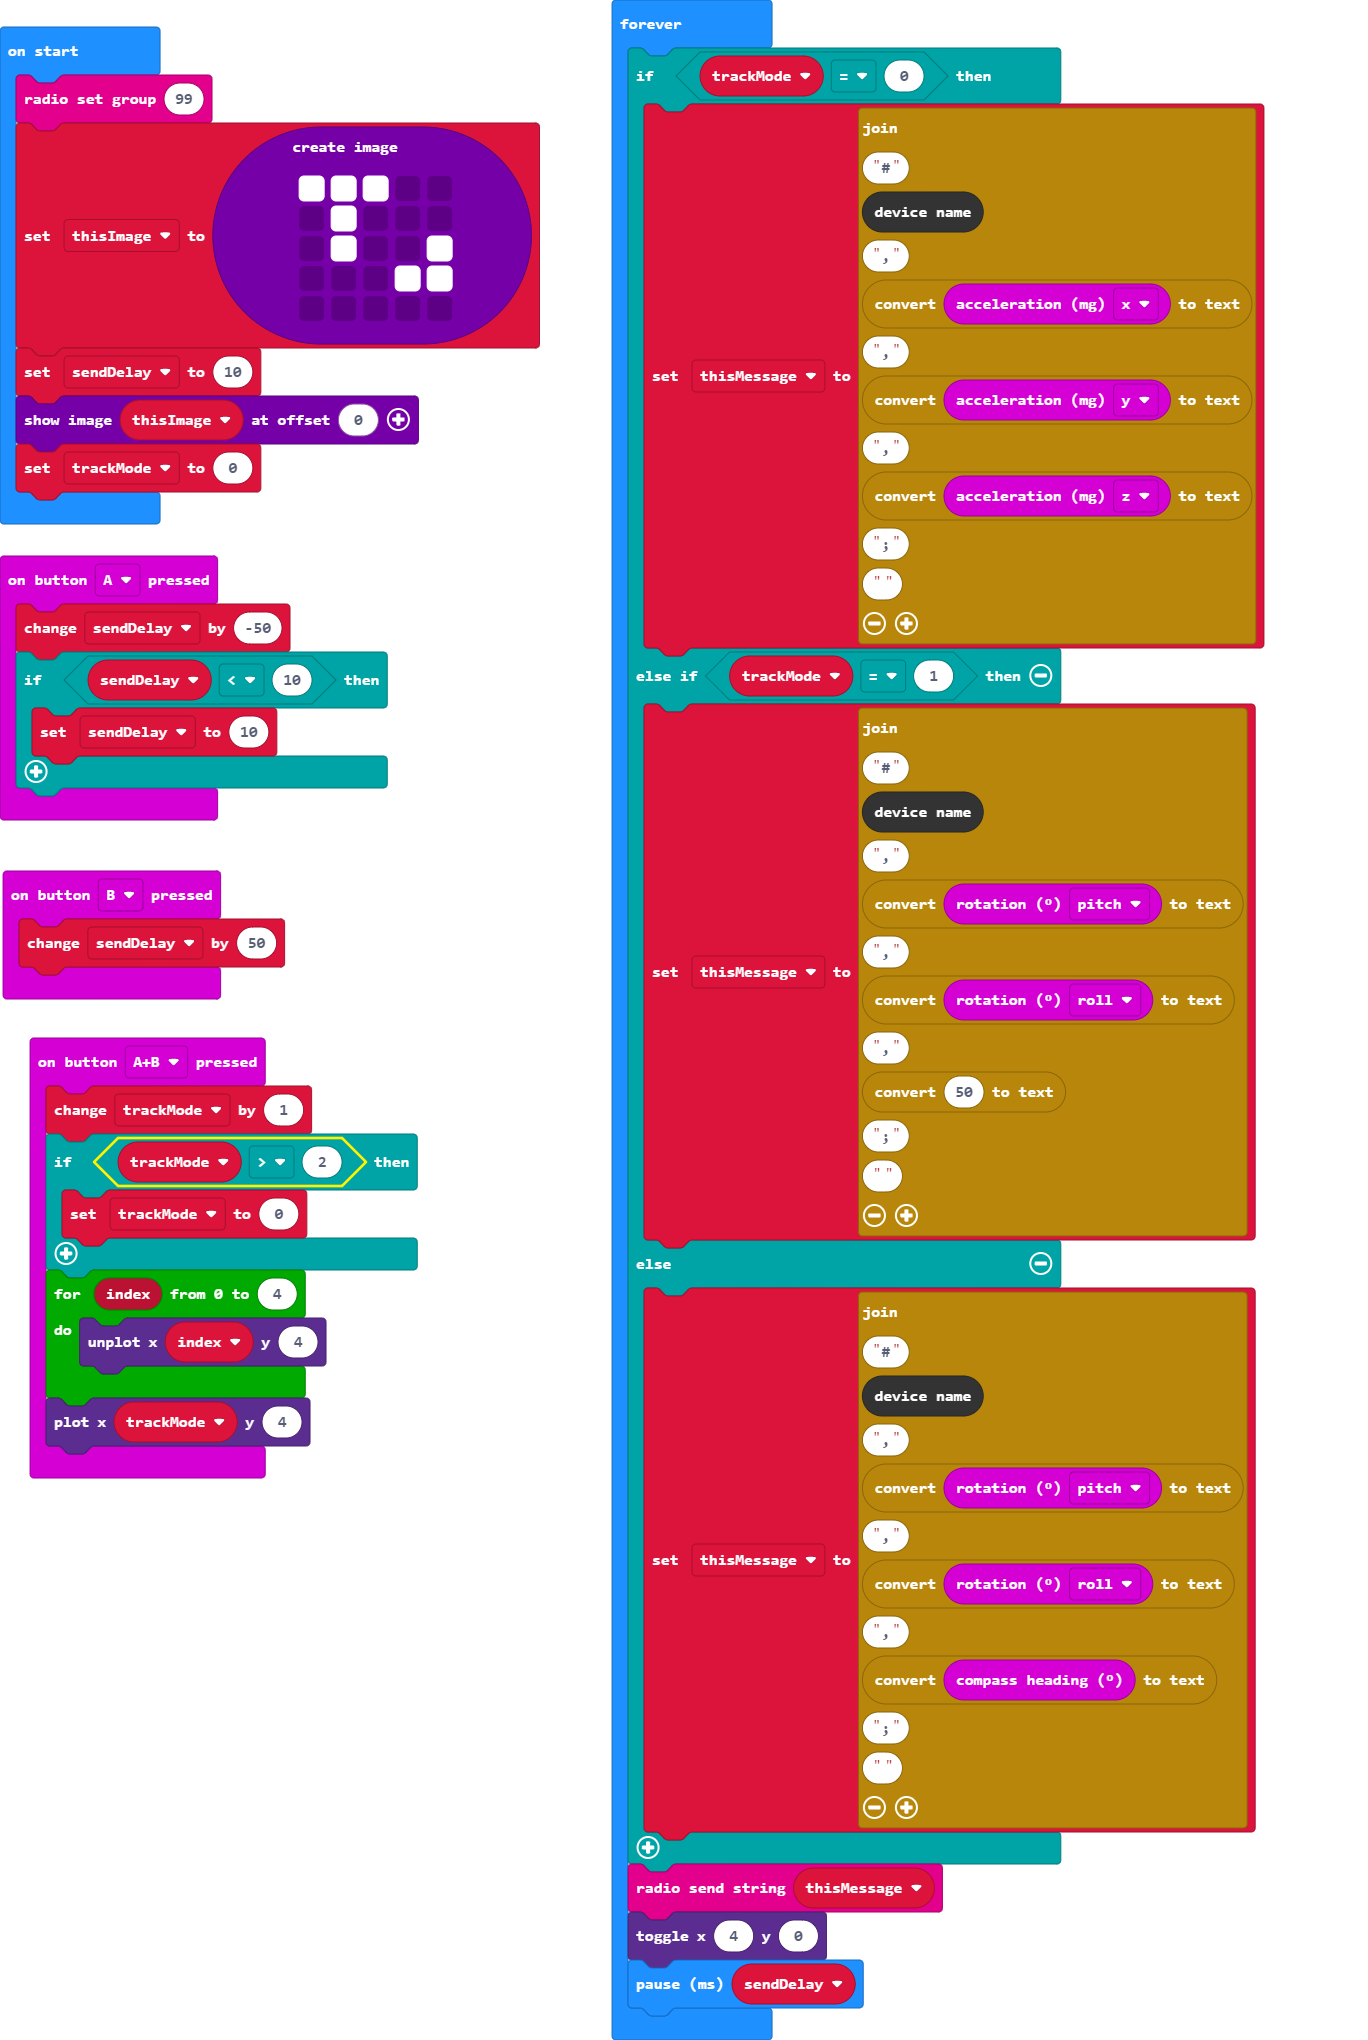 on start
radio set group 99
create image
set thisImage to
set sendDelay to 10
show image thisImage at offset 0
set trackMode to 0
on button A pressed
change sendDelay by -50
if sendDelay < 10 then
set sendDelay to 10
on button B pressed
change sendDelay by 50
on button A+B pressed
change trackMode by 1
if trackMode > 2 then
set trackMode to 0
for index from 0 to 4
do
unplot x index y 4
plot x trackMode y 4
forever
if trackMode = 0 then
join
"#"
device name
","
convert acceleration (mg) x to text
","
set thisMessage to
convert acceleration (mg) y to text
","
convert acceleration (mg) z to text
";"
" "
else if trackMode = 1 then
join
"#"
device name
","
convert rotation (º) pitch to text
","
set thisMessage to
convert rotation (º) roll to text
","
convert 50 to text
";"
" "
else
join
"#"
device name
","
convert rotation (º) pitch to text
","
set thisMessage to
convert rotation (º) roll to text
","
convert compass heading (º) to text
";"
" "
radio send string thisMessage
toggle x 4 y 0
pause (ms) sendDelay